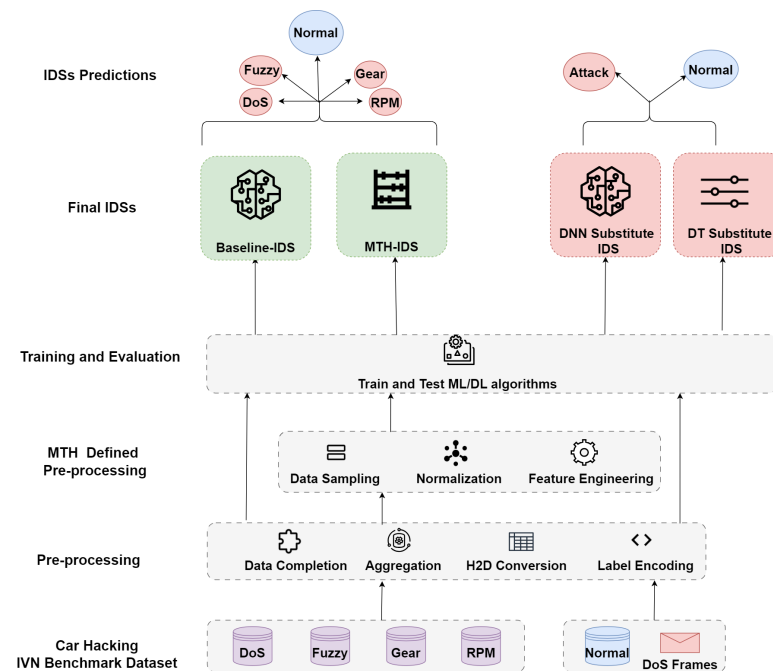 Normal
IDSs Predictions
Fuzzy
Gear
DoS
RPM
Attack
Normal
Final IDSs
Baseline-IDS
MTH-IDS
DNN Substitute
IDS
DT Substitute
IDS
Training and Evaluation
Train and Test ML/DL algorithms
MTH Defined
Pre-processing
Data Sampling
Normalization
Feature Engineering
Pre-processing
Data Completion
Aggregation
H2D Conversion
Label Encoding
Car Hacking
IVN Benchmark Dataset
DoS
Fuzzy
Gear
RPM
Normal
DoS Frames